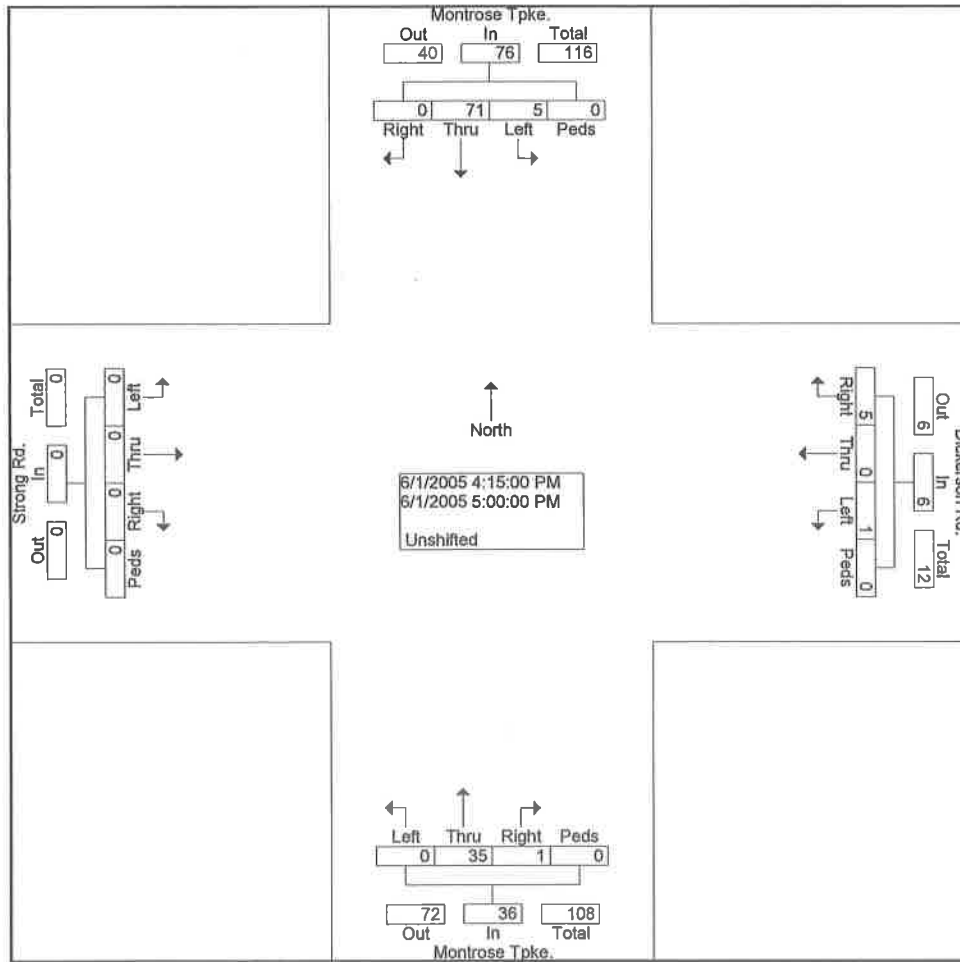 Montrose Tpke.
Out In Total
40 76 116
0 71 5 0
Right Thru Left Peds
Strong Rd.
Total In Out
0 0 0
0 0 0 0
Left Thru Right Peds
North
6/1/2005 4:15:00 PM
6/1/2005 5:00:00 PM
Unshifted
Right Thru Left Peds
5 0 1 0
Out In Total
6 6 12
Rd.
Left Thru Right Peds
0 35 1 0
72 36 108
Out In Total
Montrose Tpke.